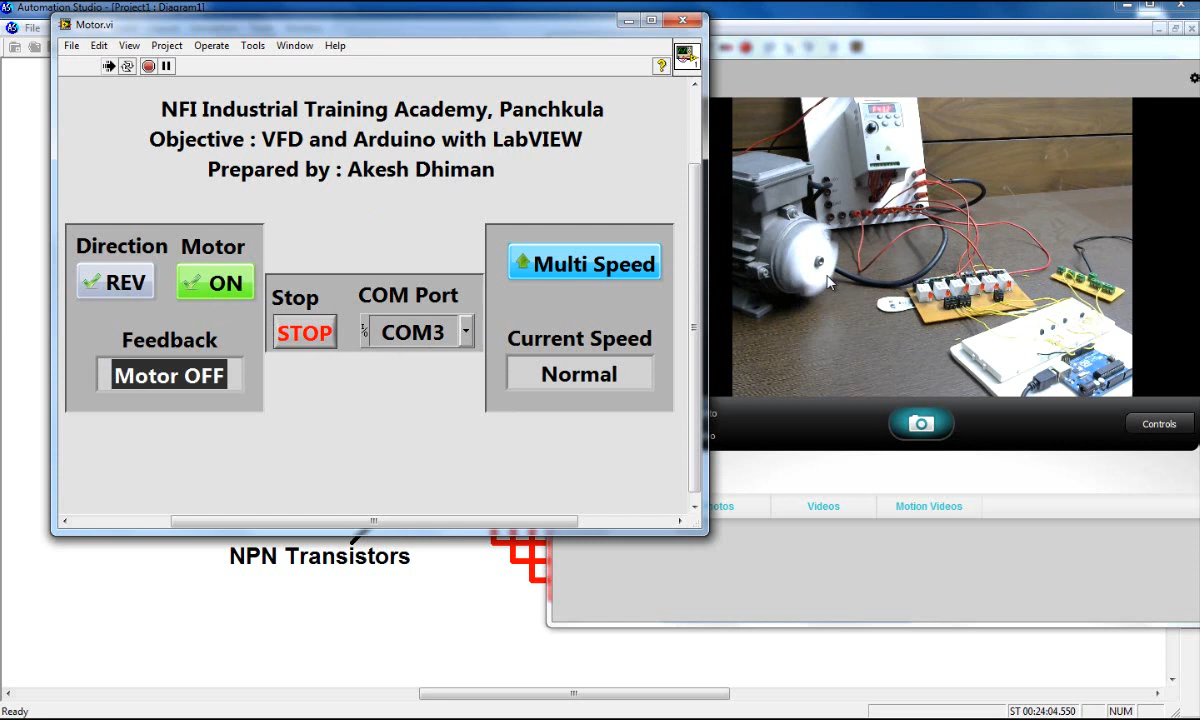 Automation Studio - [Project1 : Diagram1]
File
Motor.vi
File Edit View Project Operate Tools Window Help
NFI Industrial Training Academy, Panchkula
Objective : VFD and Arduino with LabVIEW
Prepared by : Akesh Dhiman
Direction Motor
REV ON
Feedback
Motor OFF
Stop COM Port
STOP COM3
Multi Speed
Current Speed
Normal
Controls
Videos Motion Videos
NPN Transistors
Ready ST 00:24:04.550 NUM